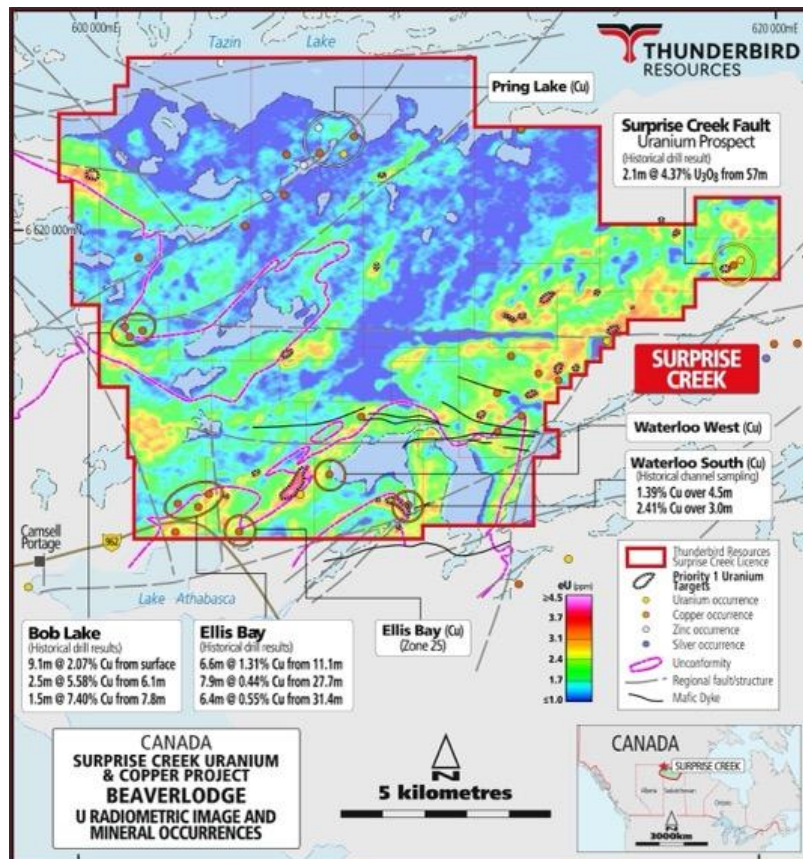 600 000mE
620 000mE
Tazin Lake
THUNDERBIRD
RESOURCES
Pring Lake (Cu)
Surprise Creek Fault
Uranium Prospect
(Historical drill result)
2.1m @ 4.37% U₃O₈ from 57m
6 620 000mN
SURPRISE
CREEK
Waterloo West (Cu)
Waterloo South (Cu)
(Historical channel sampling)
1.39% Cu over 4.5m
2.41% Cu over 3.0m
Camsell
Portage
962
Lake Athabasca
Bob Lake
(Historical drill results)
9.1m @ 2.07% Cu from surface
2.5m @ 5.58% Cu from 6.1m
1.5m @ 7.40% Cu from 7.8m
Ellis Bay
(Historical drill results)
6.6m @ 1.31% Cu from 11.1m
7.9m @ 0.44% Cu from 27.7m
6.4m @ 0.55% Cu from 31.4m
Ellis Bay (Cu)
(Zone 25)
eU (ppm)
≥4.5
3.7
3.1
2.4
1.7
≤1.0
Thunderbird Resources
Surprise Creek Licence
Priority 1 Uranium
Targets
Uranium occurrence
Copper occurrence
Zinc occurrence
Silver occurrence
Unconformity
Regional fault/structure
Mafic Dyke
CANADA
SURPRISE CREEK URANIUM
& COPPER PROJECT
BEAVERLODGE
U RADIOMETRIC IMAGE AND
MINERAL OCCURRENCES
N
5 kilometres
CANADA
SURPRISE CREEK
Alberta
Saskatchewan
Ontario
N
3000km